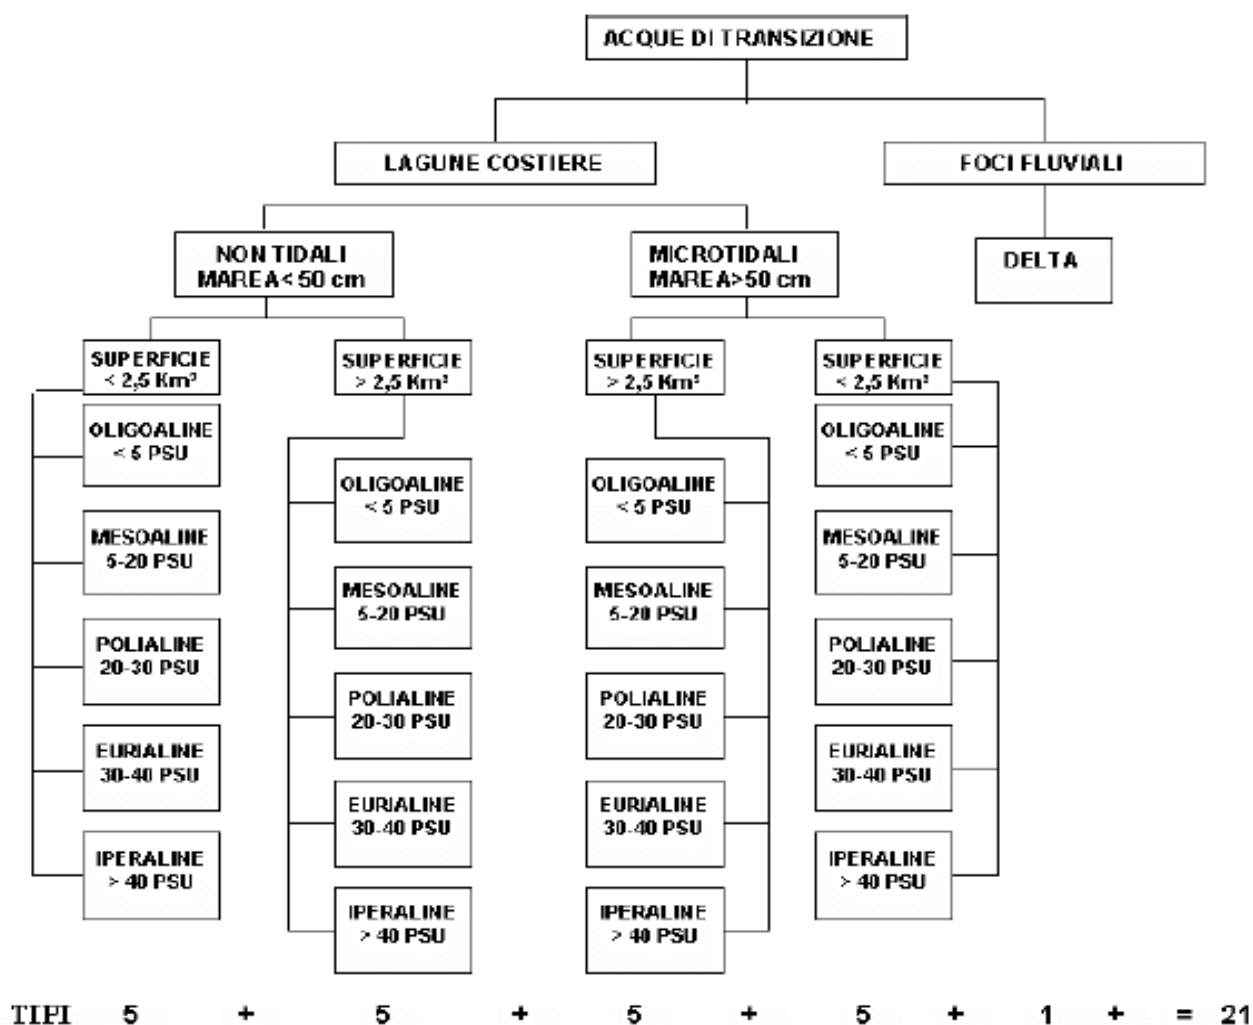 ACQUE DI TRANSIZIONE
LAGUNE COSTIERE
FOCI FLUVIALI
NON TIDALI
MAREA< 50 cm
MICROTIDALI
MAREA>50 cm
DELTA
SUPERFICIE
< 2,5 Km²
OLIGOALINE
< 5 PSU
MESOALINE
5-20 PSU
POLIALINE
20-30 PSU
EURIALINE
30-40 PSU
IPERALINE
> 40 PSU
SUPERFICIE
> 2,5 Km²
OLIGOALINE
< 5 PSU
MESOALINE
5-20 PSU
POLIALINE
20-30 PSU
EURIALINE
30-40 PSU
IPERALINE
> 40 PSU
SUPERFICIE
> 2,5 Km²
OLIGOALINE
< 5 PSU
MESOALINE
5-20 PSU
POLIALINE
20-30 PSU
EURIALINE
30-40 PSU
IPERALINE
> 40 PSU
SUPERFICIE
< 2,5 Km²
OLIGOALINE
< 5 PSU
MESOALINE
5-20 PSU
POLIALINE
20-30 PSU
EURIALINE
30-40 PSU
IPERALINE
> 40 PSU
TIPI 5 + 5 + 5 + 5 + 1 + = 21